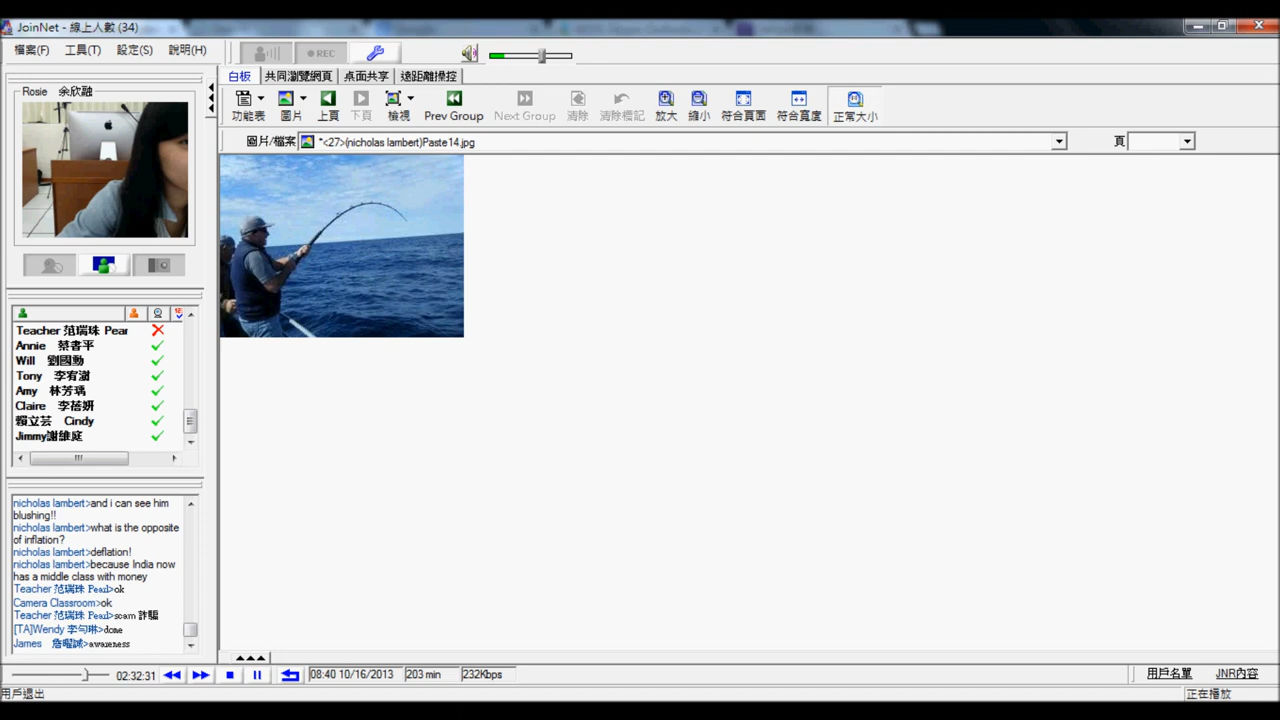 JoinNet - 線上人數 (34)
檔案(F) 工具(T) 設定(S) 說明(H)
REC
白板 共同瀏覽網頁 桌面共享 遠距離操控
功能表 圖片 上頁 下頁 檢視 Prev Group Next Group 清除 清除標記 放大 縮小 符合頁面 符合寬度 正常大小
圖片/檔案 *<27>(nicholas lambert)Paste14.jpg 頁
Rosie 余欣融
Teacher 范瑞珠 Pear
Annie 蔡書平
Will 劉國勳
Tony 李宥澍
Amy 林芳瑀
Claire 李蓓妍
賴立芸 Cindy
Jimmy謝維庭
nicholas lambert>and i can see him
blushing!!
nicholas lambert>what is the opposite
of inflation?
nicholas lambert>deflation!
nicholas lambert>because India now
has a middle class with money
Teacher 范瑞珠 Pearl>ok
Camera Classroom>ok
Teacher 范瑞珠 Pearl>scam 詐騙
[TA]Wendy 李勻琳>done
James 詹曜誠>awareness
02:32:31 08:40 10/16/2013 203 min 232Kbps 用戶名單 JNR內容
用戶退出 正在播放